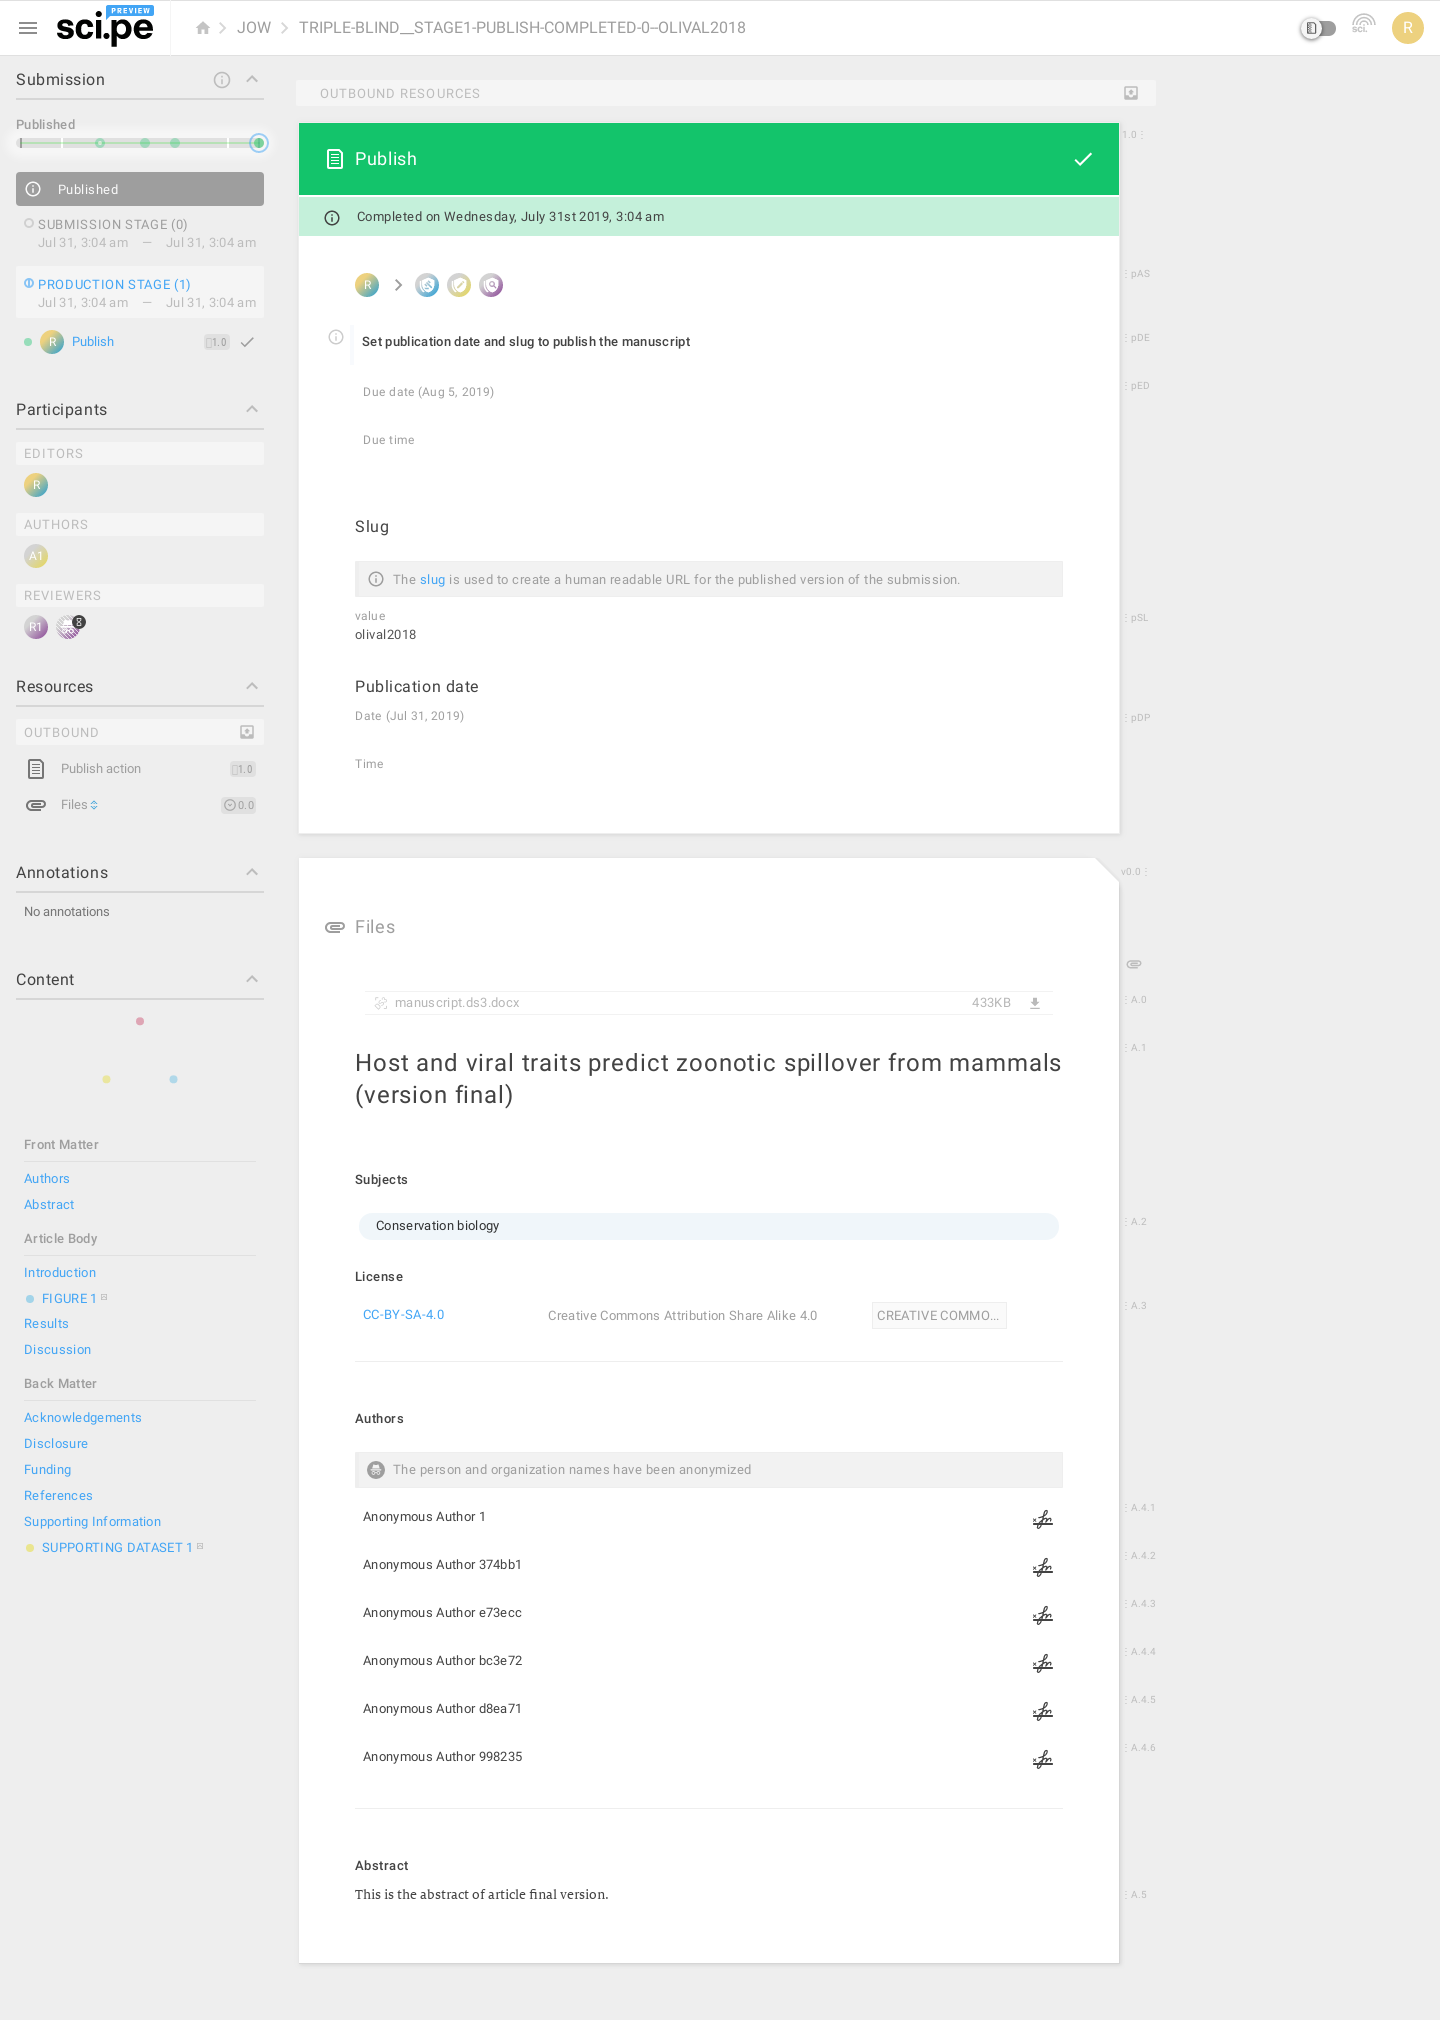 PREVIEW
sci.pe
JOW
TRIPLE-BLIND__STAGE1-PUBLISH-COMPLETED-0--OLIVAL2018
SCI.
R
Submission
Published
Published
SUBMISSION STAGE (0)
Jul 31, 3:04 am — Jul 31, 3:04 am
PRODUCTION STAGE (1)
Jul 31, 3:04 am — Jul 31, 3:04 am
R Publish 1.0
Participants
EDITORS
R
AUTHORS
A1
REVIEWERS
R1
Resources
OUTBOUND
Publish action 1.0
Files 0.0
Annotations
No annotations
Content
Front Matter
Authors
Abstract
Article Body
Introduction
FIGURE 1
Results
Discussion
Back Matter
Acknowledgements
Disclosure
Funding
References
Supporting Information
SUPPORTING DATASET 1
OUTBOUND RESOURCES
Publish
1.0
Completed on Wednesday, July 31st 2019, 3:04 am
R
pAS
Set publication date and slug to publish the manuscript
pDE
Due date (Aug 5, 2019)
pED
Due time
Slug
The slug is used to create a human readable URL for the published version of the submission.
value
pSL
olival2018
Publication date
Date (Jul 31, 2019)
pDP
Time
v0.0
Files
manuscript.ds3.docx 433KB
A.0
Host and viral traits predict zoonotic spillover from mammals
(version final)
A.1
Subjects
Conservation biology
A.2
License
CC-BY-SA-4.0 Creative Commons Attribution Share Alike 4.0 CREATIVE COMMO...
A.3
Authors
The person and organization names have been anonymized
Anonymous Author 1
A.4.1
Anonymous Author 374bb1
A.4.2
Anonymous Author e73ecc
A.4.3
Anonymous Author bc3e72
A.4.4
Anonymous Author d8ea71
A.4.5
Anonymous Author 998235
A.4.6
Abstract
This is the abstract of article final version.
A.5